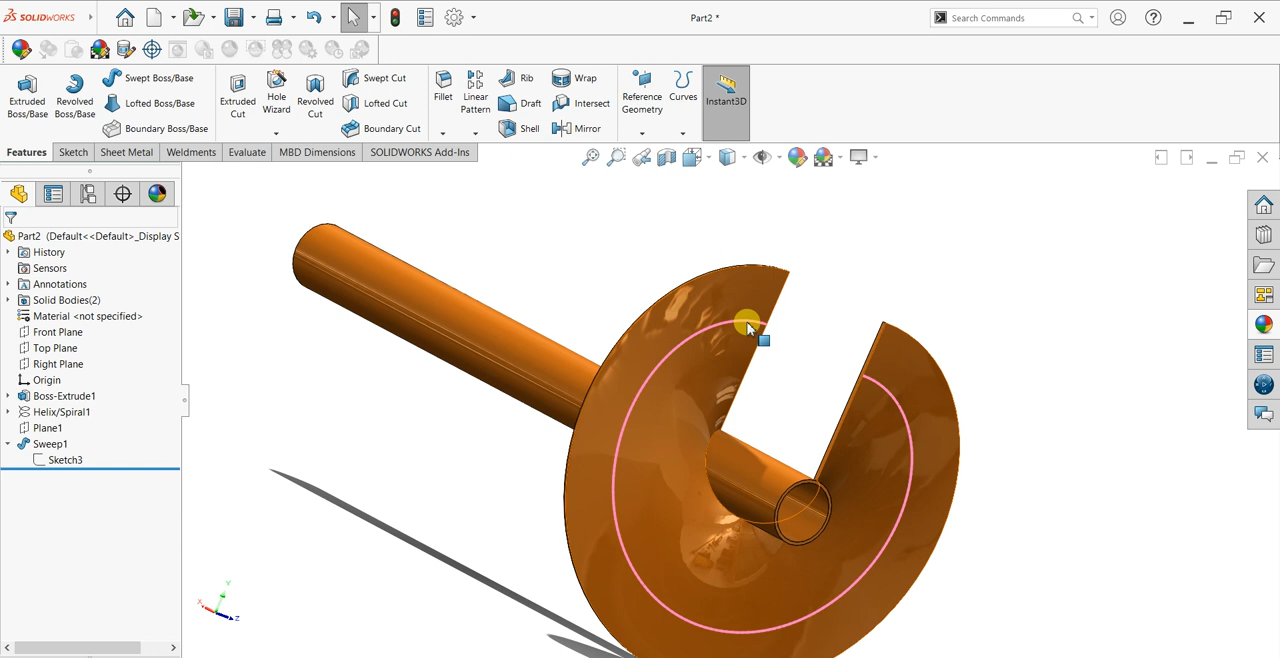 SOLIDWORKS
Part2 *
Search Commands
Extruded Boss/Base
Revolved Boss/Base
Swept Boss/Base
Lofted Boss/Base
Boundary Boss/Base
Extruded Cut
Hole Wizard
Revolved Cut
Swept Cut
Lofted Cut
Boundary Cut
Fillet
Linear Pattern
Rib
Draft
Shell
Wrap
Intersect
Mirror
Reference Geometry
Curves
Instant3D
Features
Sketch
Sheet Metal
Weldments
Evaluate
MBD Dimensions
SOLIDWORKS Add-Ins
Part2 (Default<<Default>_Display S
History
Sensors
Annotations
Solid Bodies(2)
Material <not specified>
Front Plane
Top Plane
Right Plane
Origin
Boss-Extrude1
Helix/Spiral1
Plane1
Sweep1
Sketch3
Y
X
Z